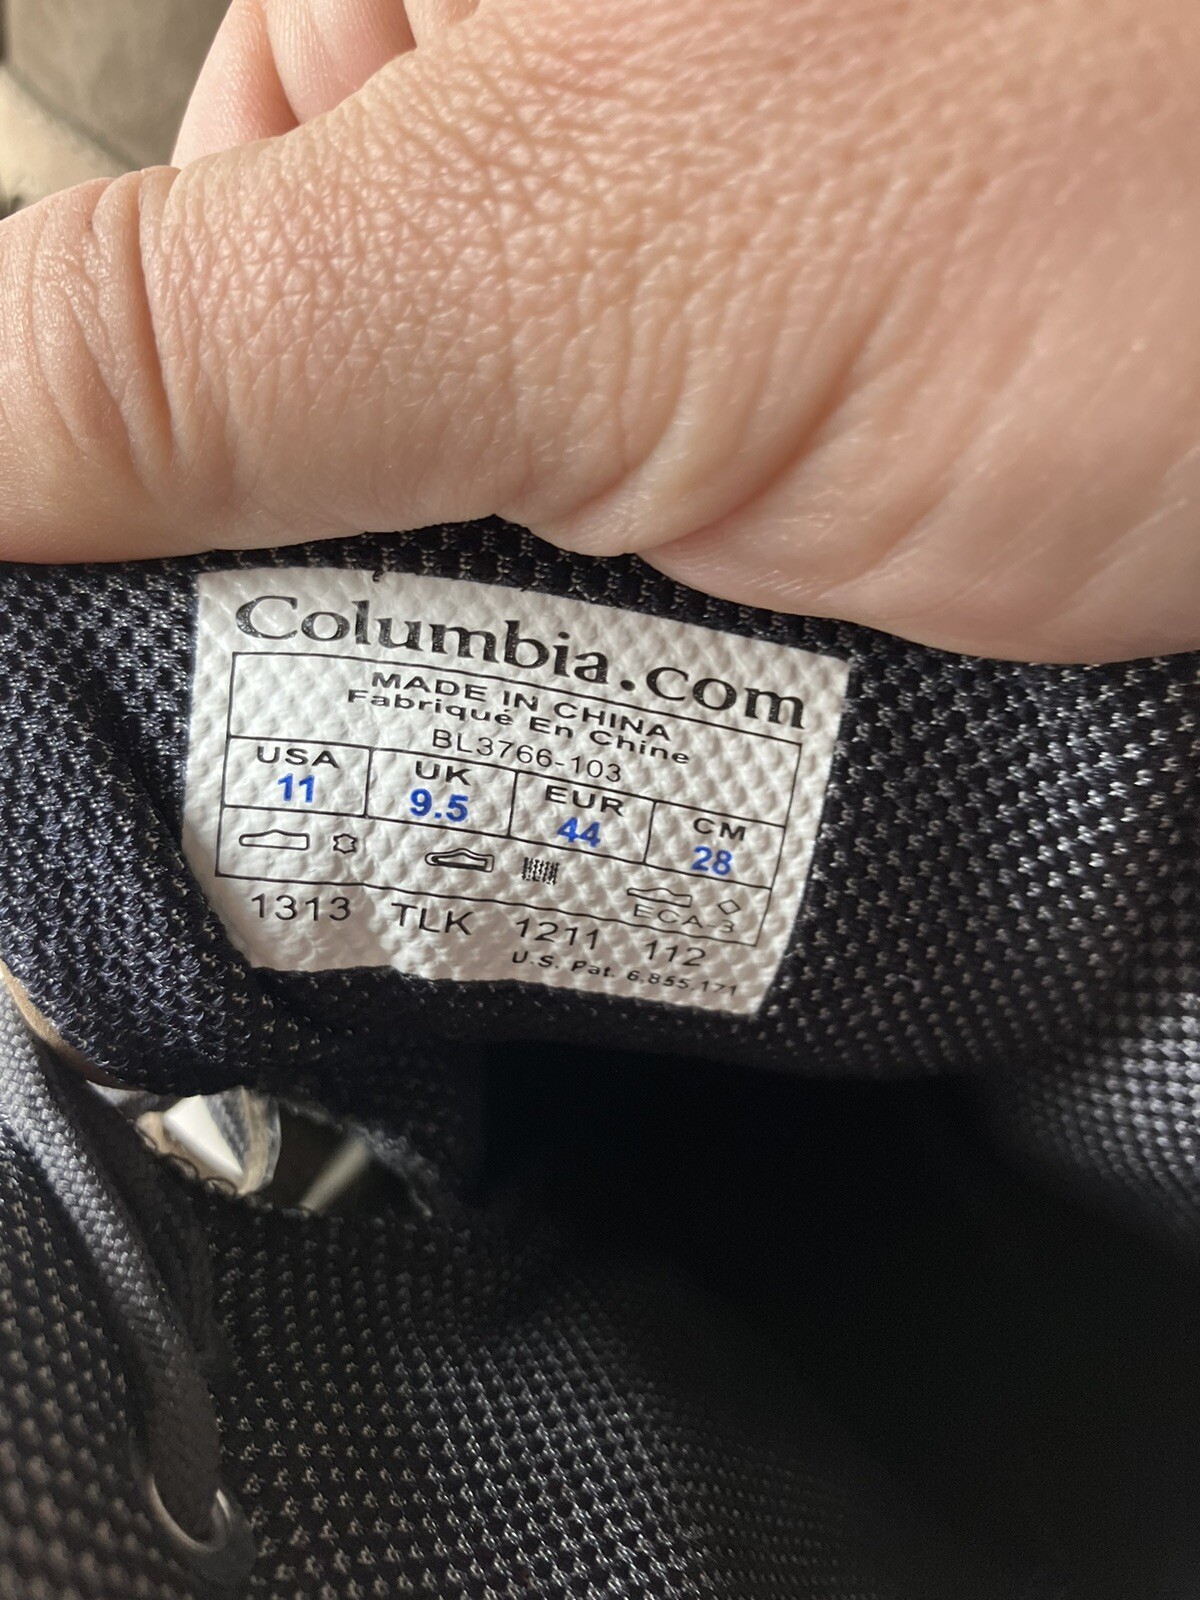 Columbia.com
MADE IN CHINA
Fabriqué En Chine
BL3766-103
USA UK EUR CM
11 9.5 44 28
ECA-3
1313 TLK 1211 112
U.S. Pat. 6,855,171